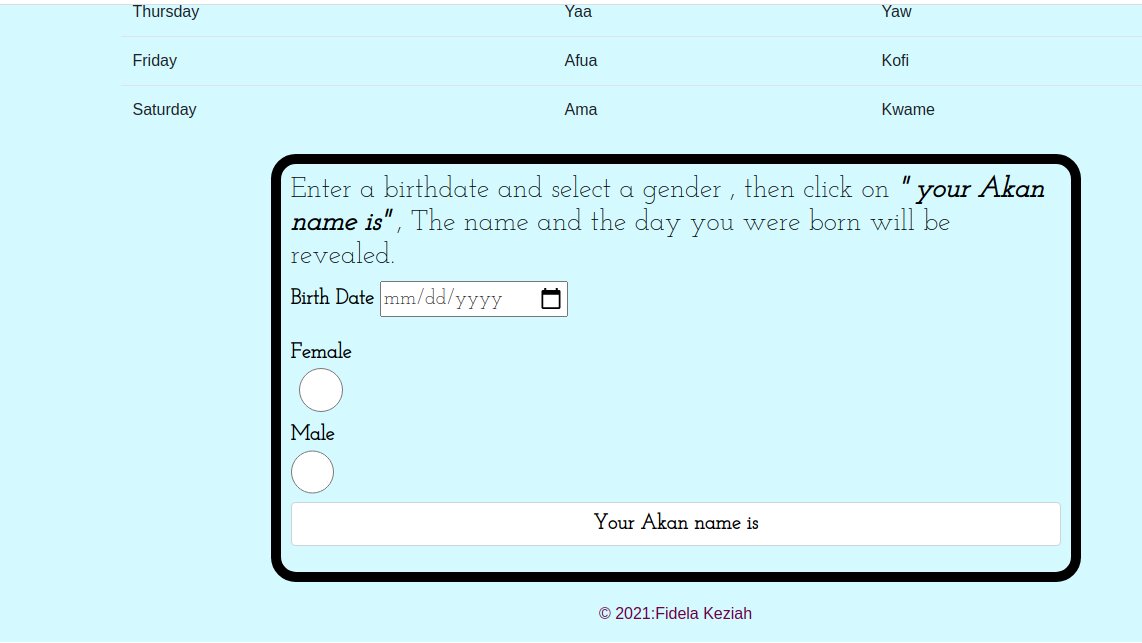 Thursday Yaa Yaw
Friday Afua Kofi
Saturday Ama Kwame
Enter a birthdate and select a gender , then click on " your Akan
name is" , The name and the day you were born will be
revealed.
Birth Date mm/dd/yyyy
Female
Male
Your Akan name is
© 2021:Fidela Keziah